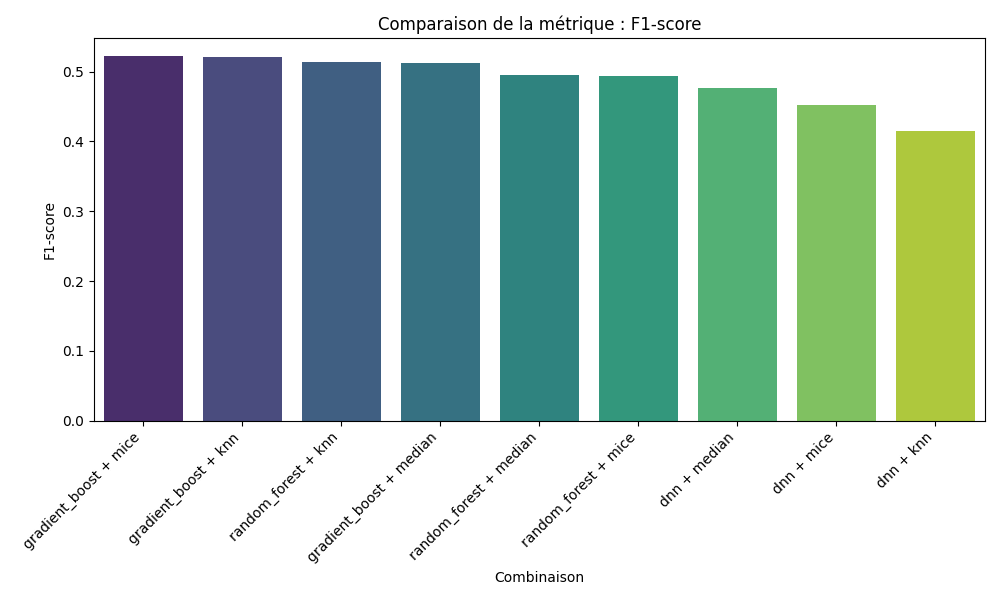 Comparaison de la métrique : F1-score
F1-score
0.5
0.4
0.3
0.2
0.1
0.0
gradient_boost + mice
gradient_boost + knn
random_forest + knn
gradient_boost + median
random_forest + median
random_forest + mice
dnn + median
dnn + mice
dnn + knn
Combinaison